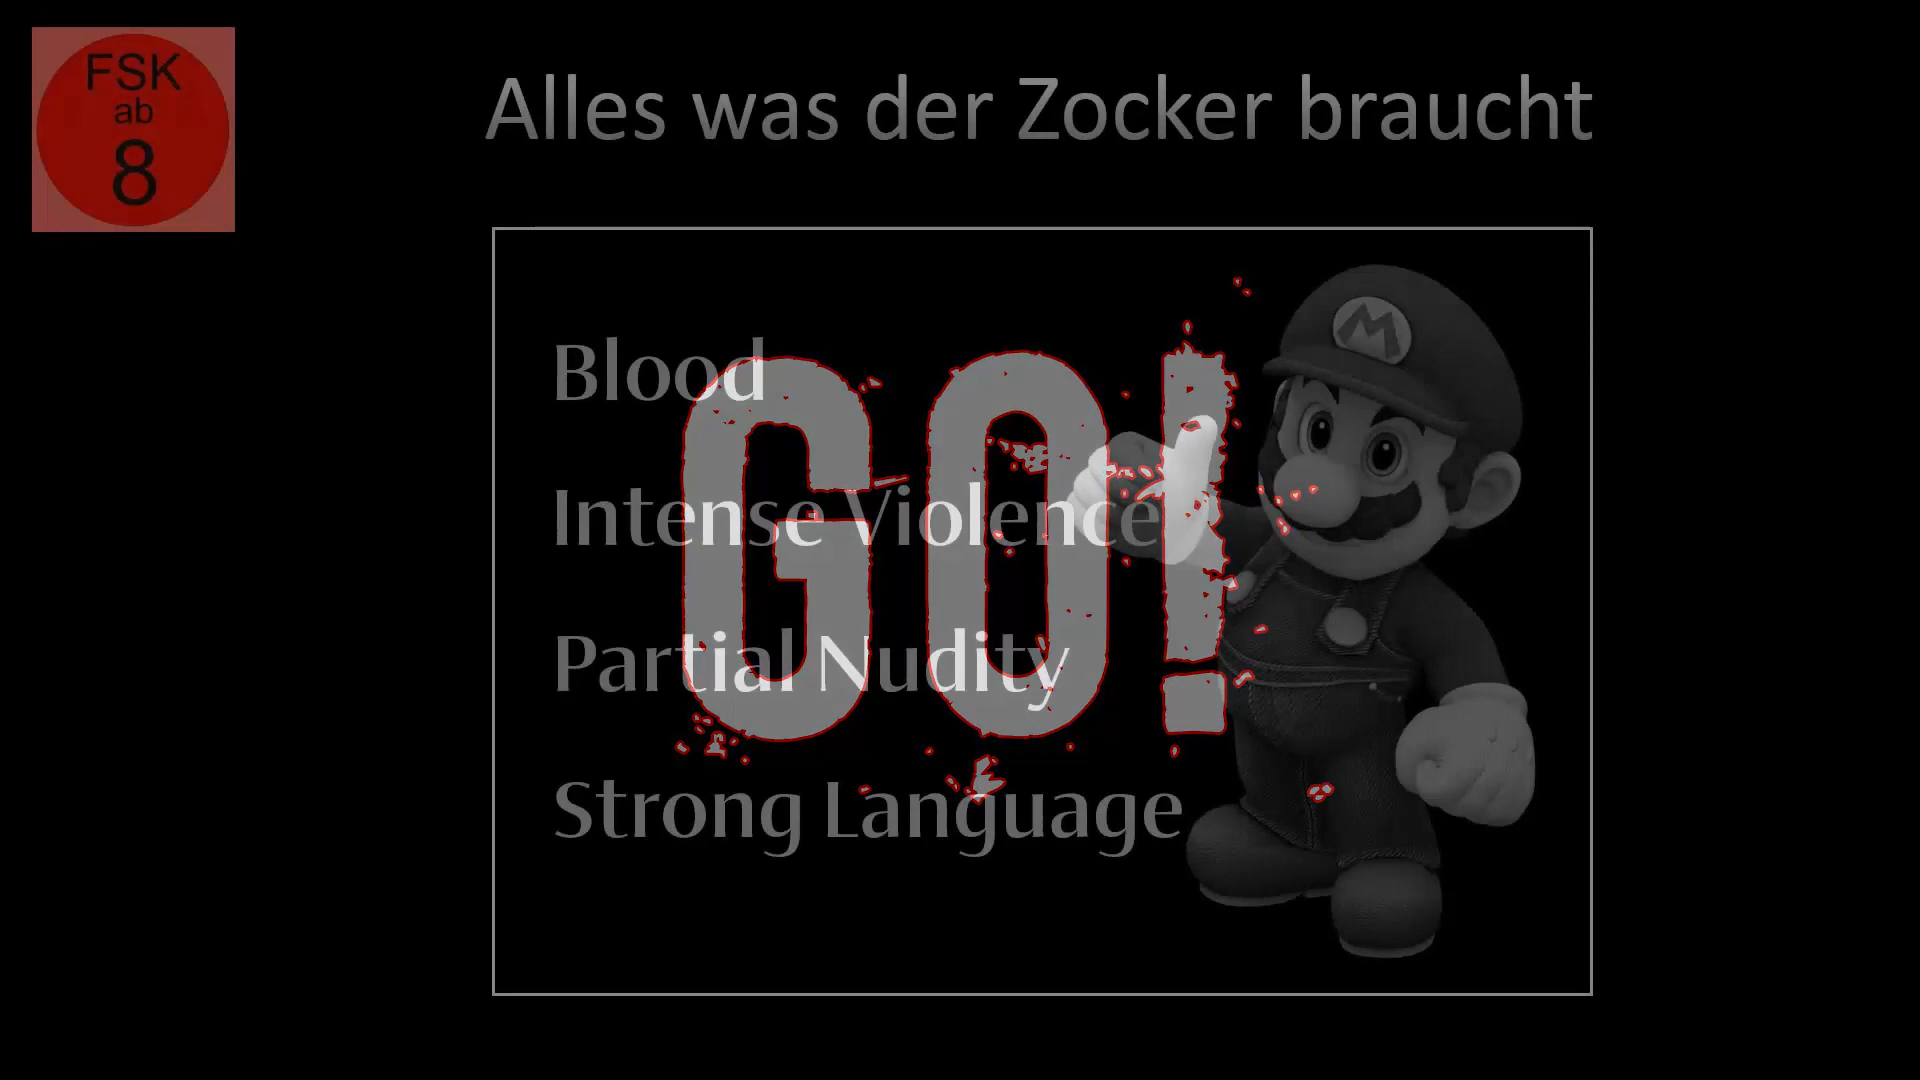 FSK
ab
8
Alles was der Zocker braucht
M
Blood
GO!
Intense Violence
Partial Nudity
Strong Language